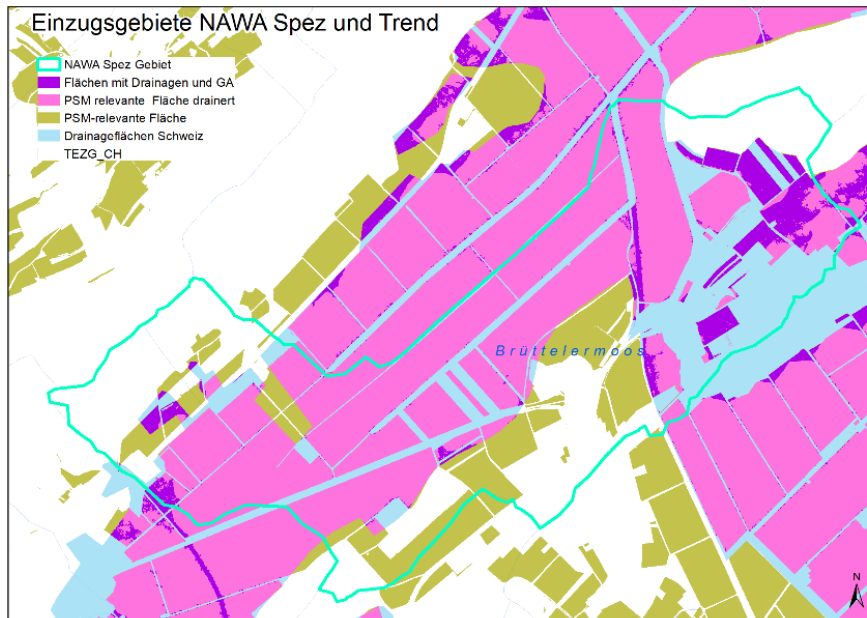 Einzugsgebiete NAWA Spez und Trend
NAWA Spez Gebiet
Flächen mit Drainagen und GA
PSM relevante Fläche drainert
PSM-relevante Fläche
Drainageflächen Schweiz
TEZG_CH
Brüttelermoos
N